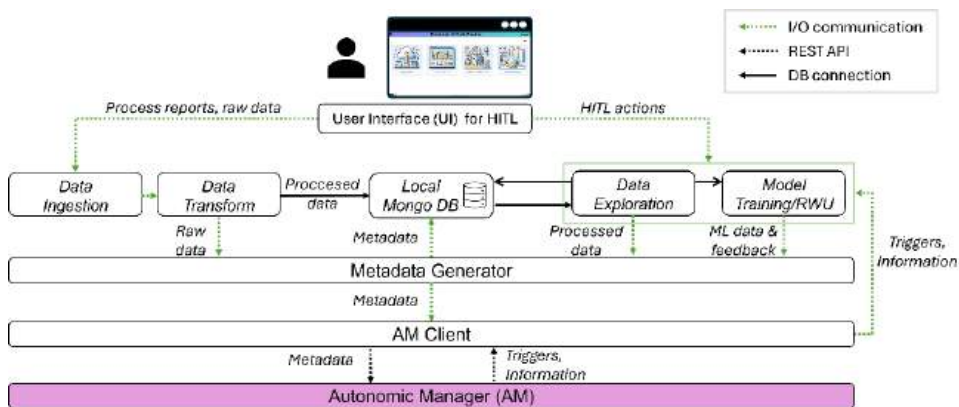 I/O communication
REST API
DB connection
Process reports, raw data
User Interface (UI) for HITL
HITL actions
Data
Ingestion
Data
Transform
Proccesed
data
Local
Mongo DB
Data
Exploration
Model
Training/RWU
Raw
data
Metadata
Processed
data
ML data &
feedback
Triggers,
Information
Metadata Generator
Metadata
AM Client
Metadata
Triggers,
Information
Autonomic Manager (AM)